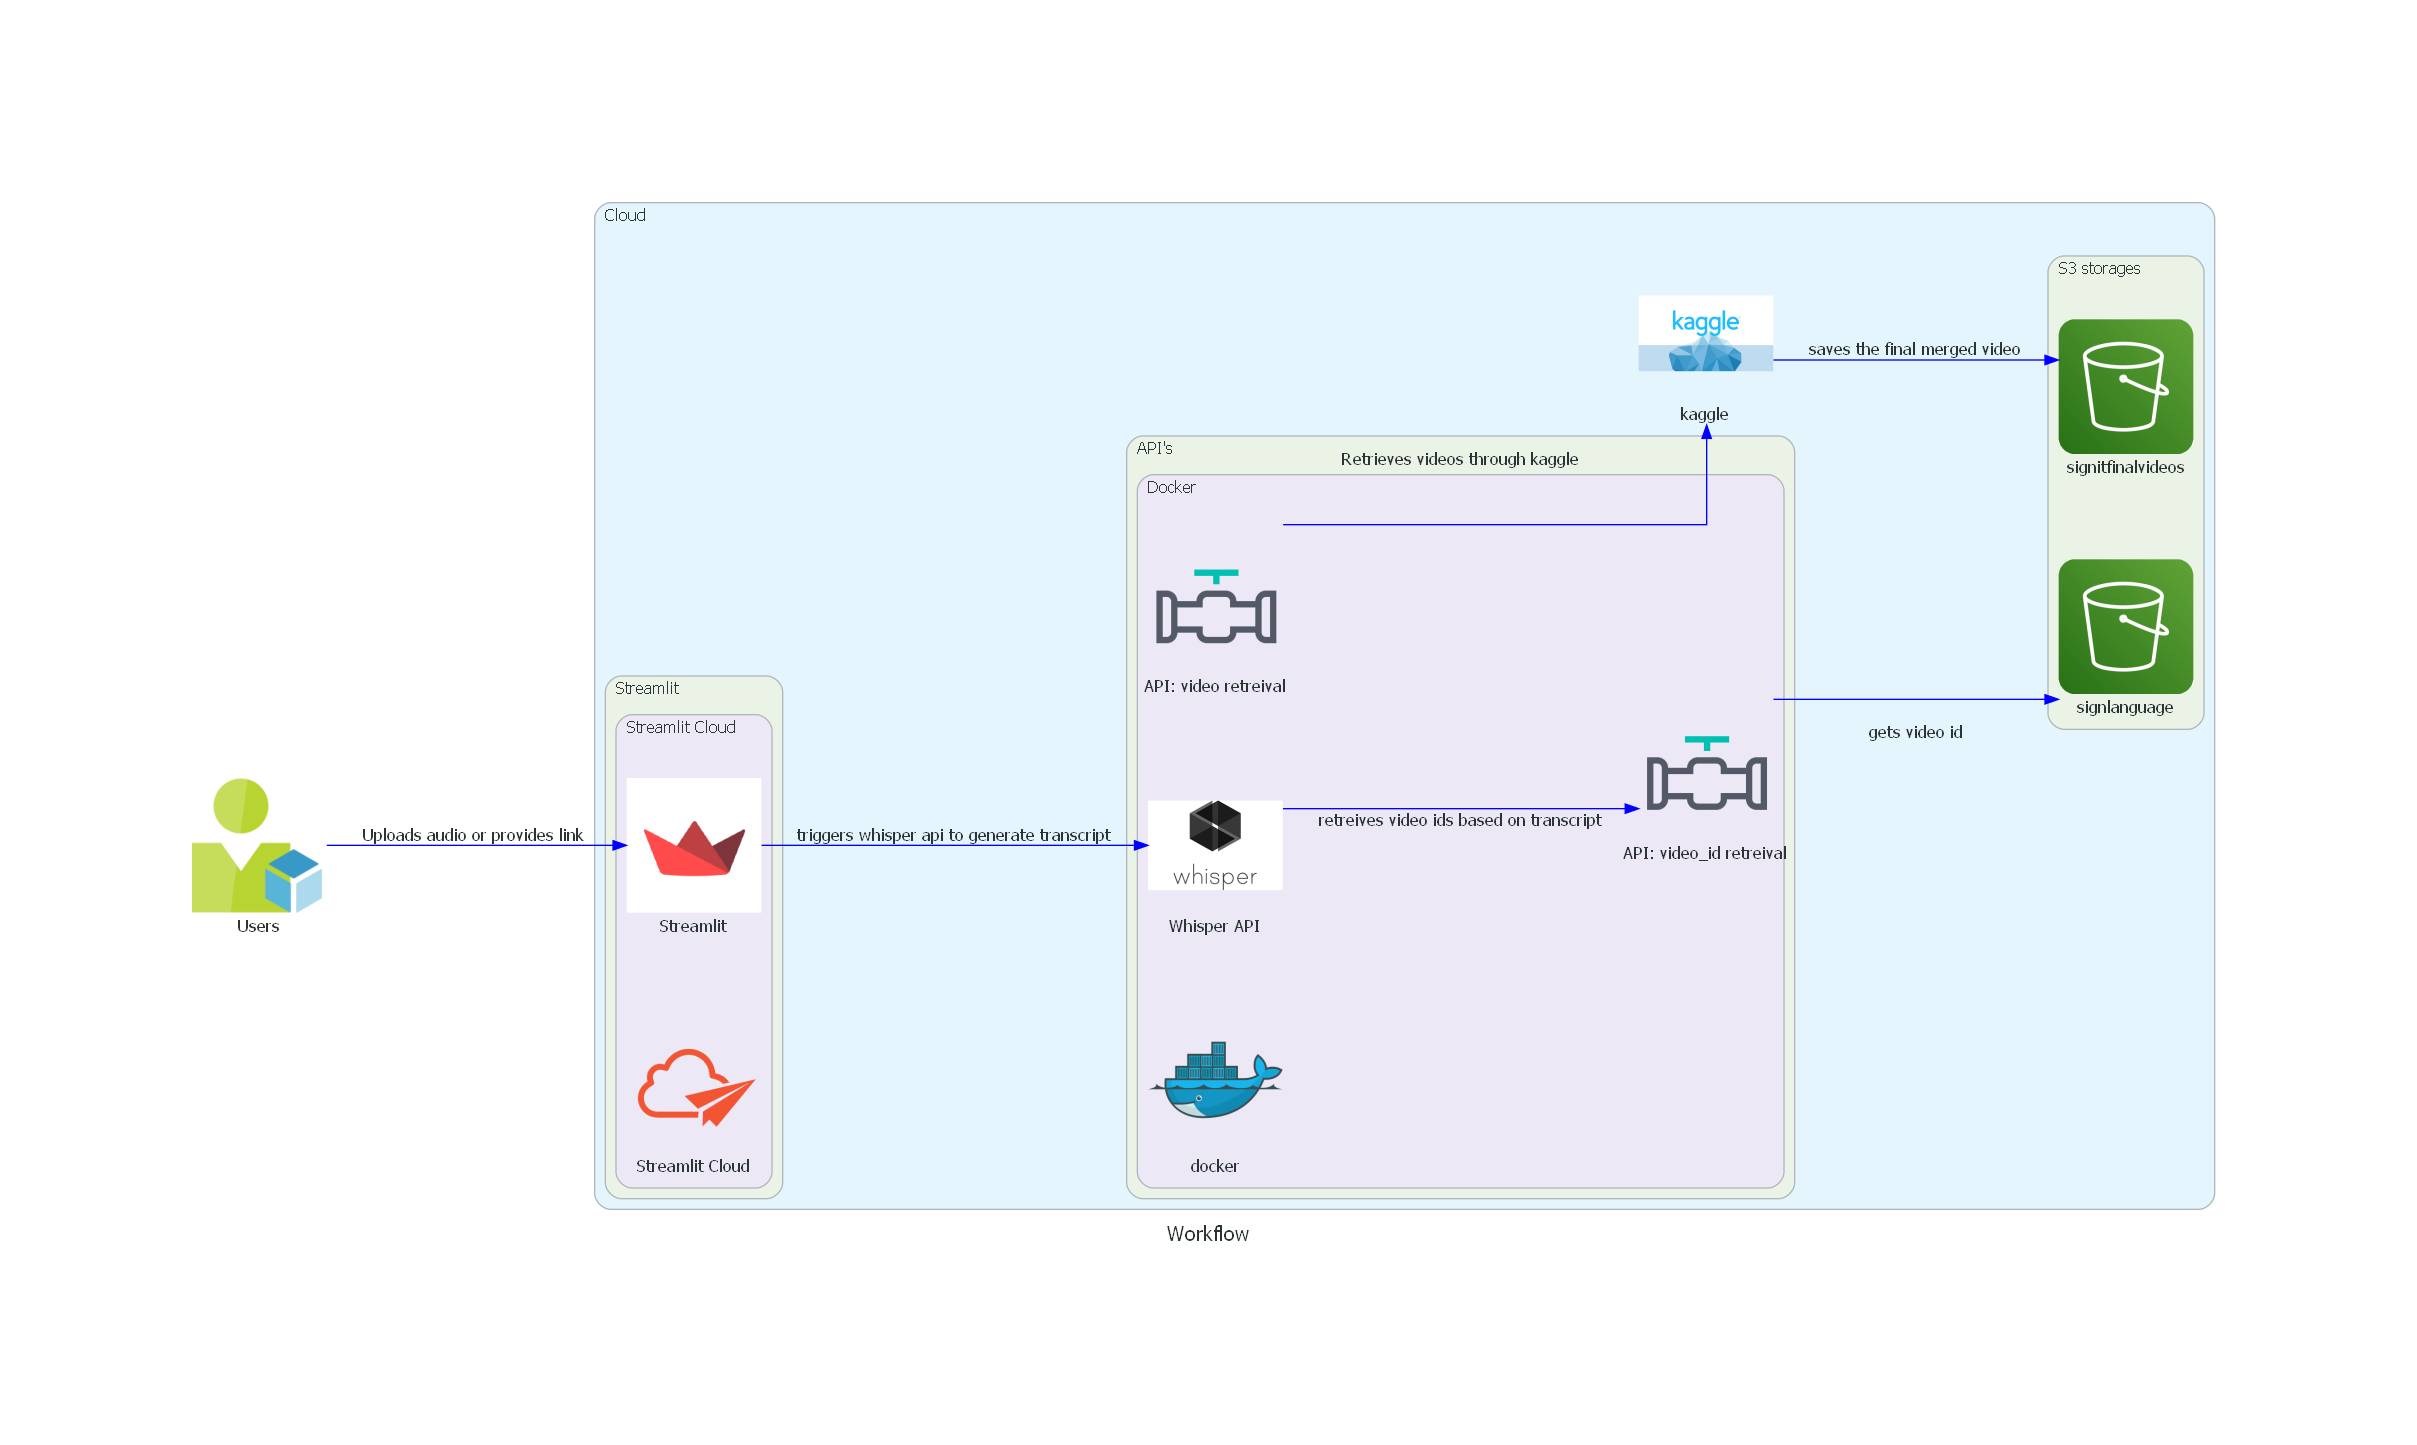 Cloud
S3 storages
kaggle
saves the final merged video
kaggle
signitfinalvideos
API's
Retrieves videos through kaggle
Docker
API: video retreival
Streamlit
Streamlit Cloud
signlanguage
gets video id
Uploads audio or provides link
triggers whisper api to generate transcript
retreives video ids based on transcript
API: video_id retreival
whisper
Users
Streamlit
Whisper API
Streamlit Cloud
docker
Workflow